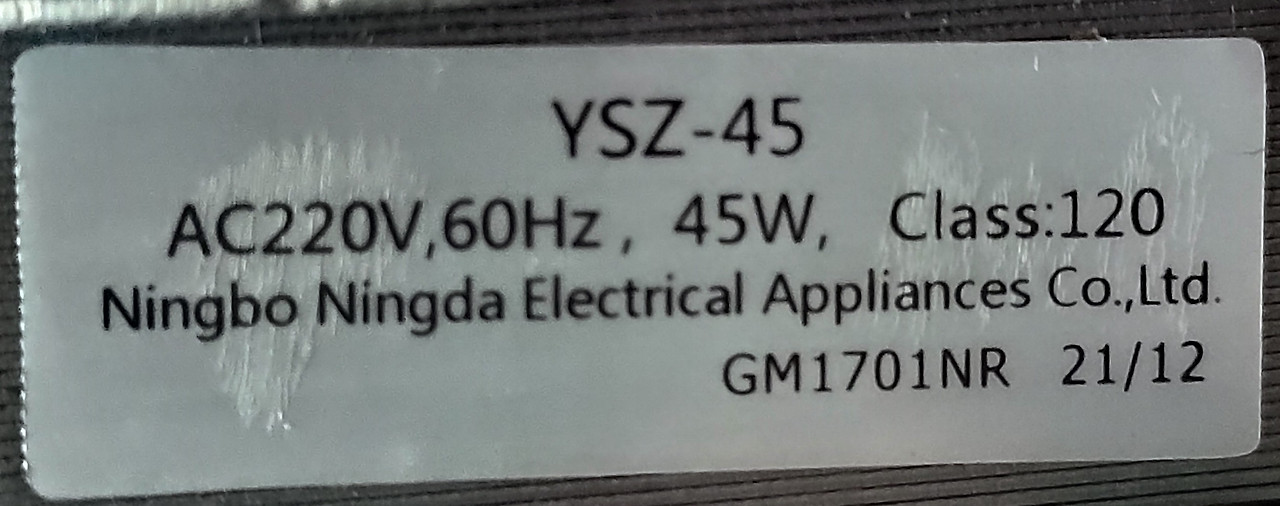 YSZ-45
AC220V,60Hz, 45W, Class:120
Ningbo Ningda Electrical Appliances Co.,Ltd.
GM1701NR 21/12